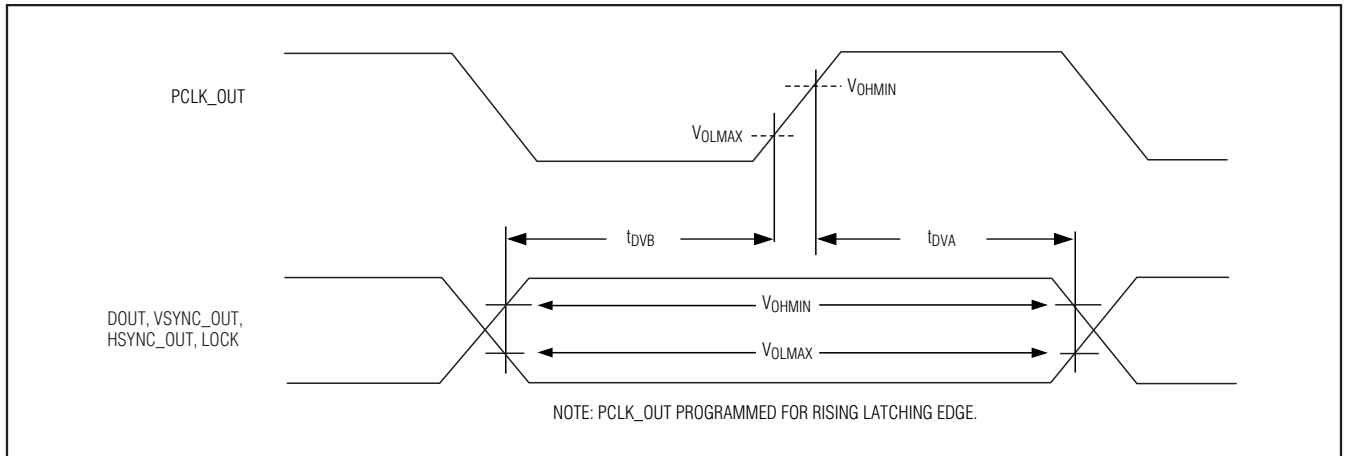 PCLK_OUT
VOHMIN
VOLMAX
tDVB
tDVA
DOUT, VSYNC_OUT,
HSYNC_OUT, LOCK
VOHMIN
VOLMAX
NOTE: PCLK_OUT PROGRAMMED FOR RISING LATCHING EDGE.